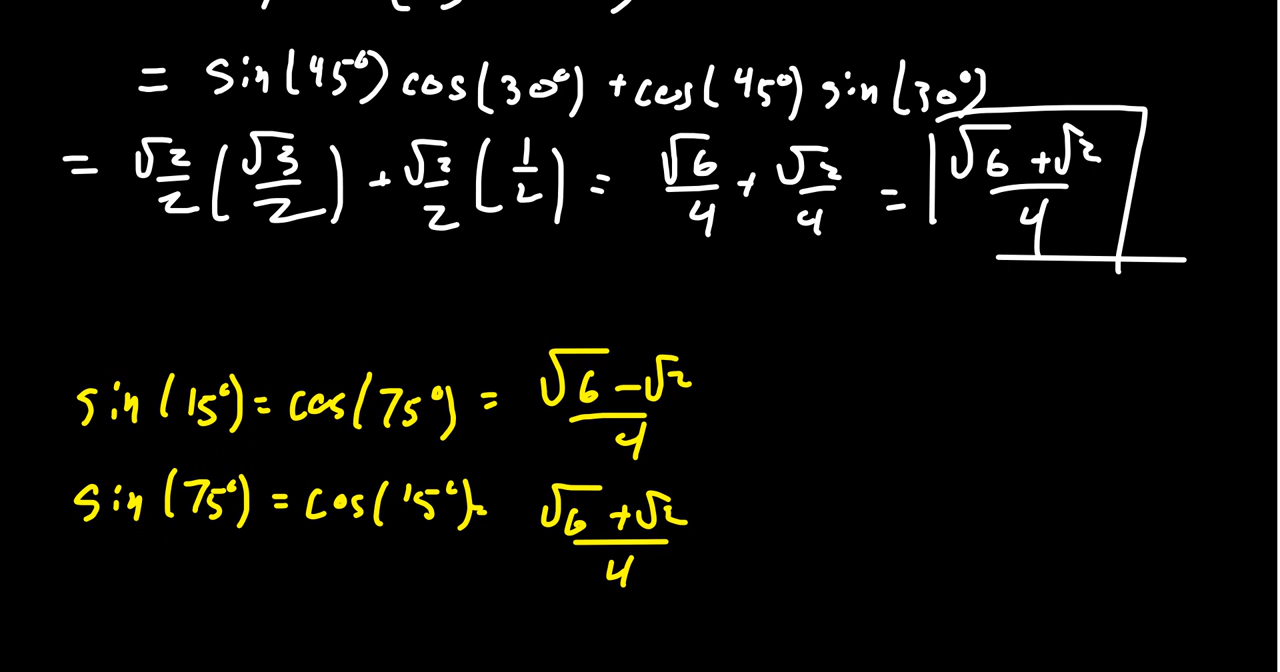 = sin(45°) cos(30°) + cos(45°) sin(30°)
= √2/2 (√3/2) + √2/2 (1/2) = √6/4 + √2/4 = (√6 + √2)/4
sin(15°) = cos(75°) = (√6 - √2)/4
sin(75°) = cos(15°) = (√6 + √2)/4